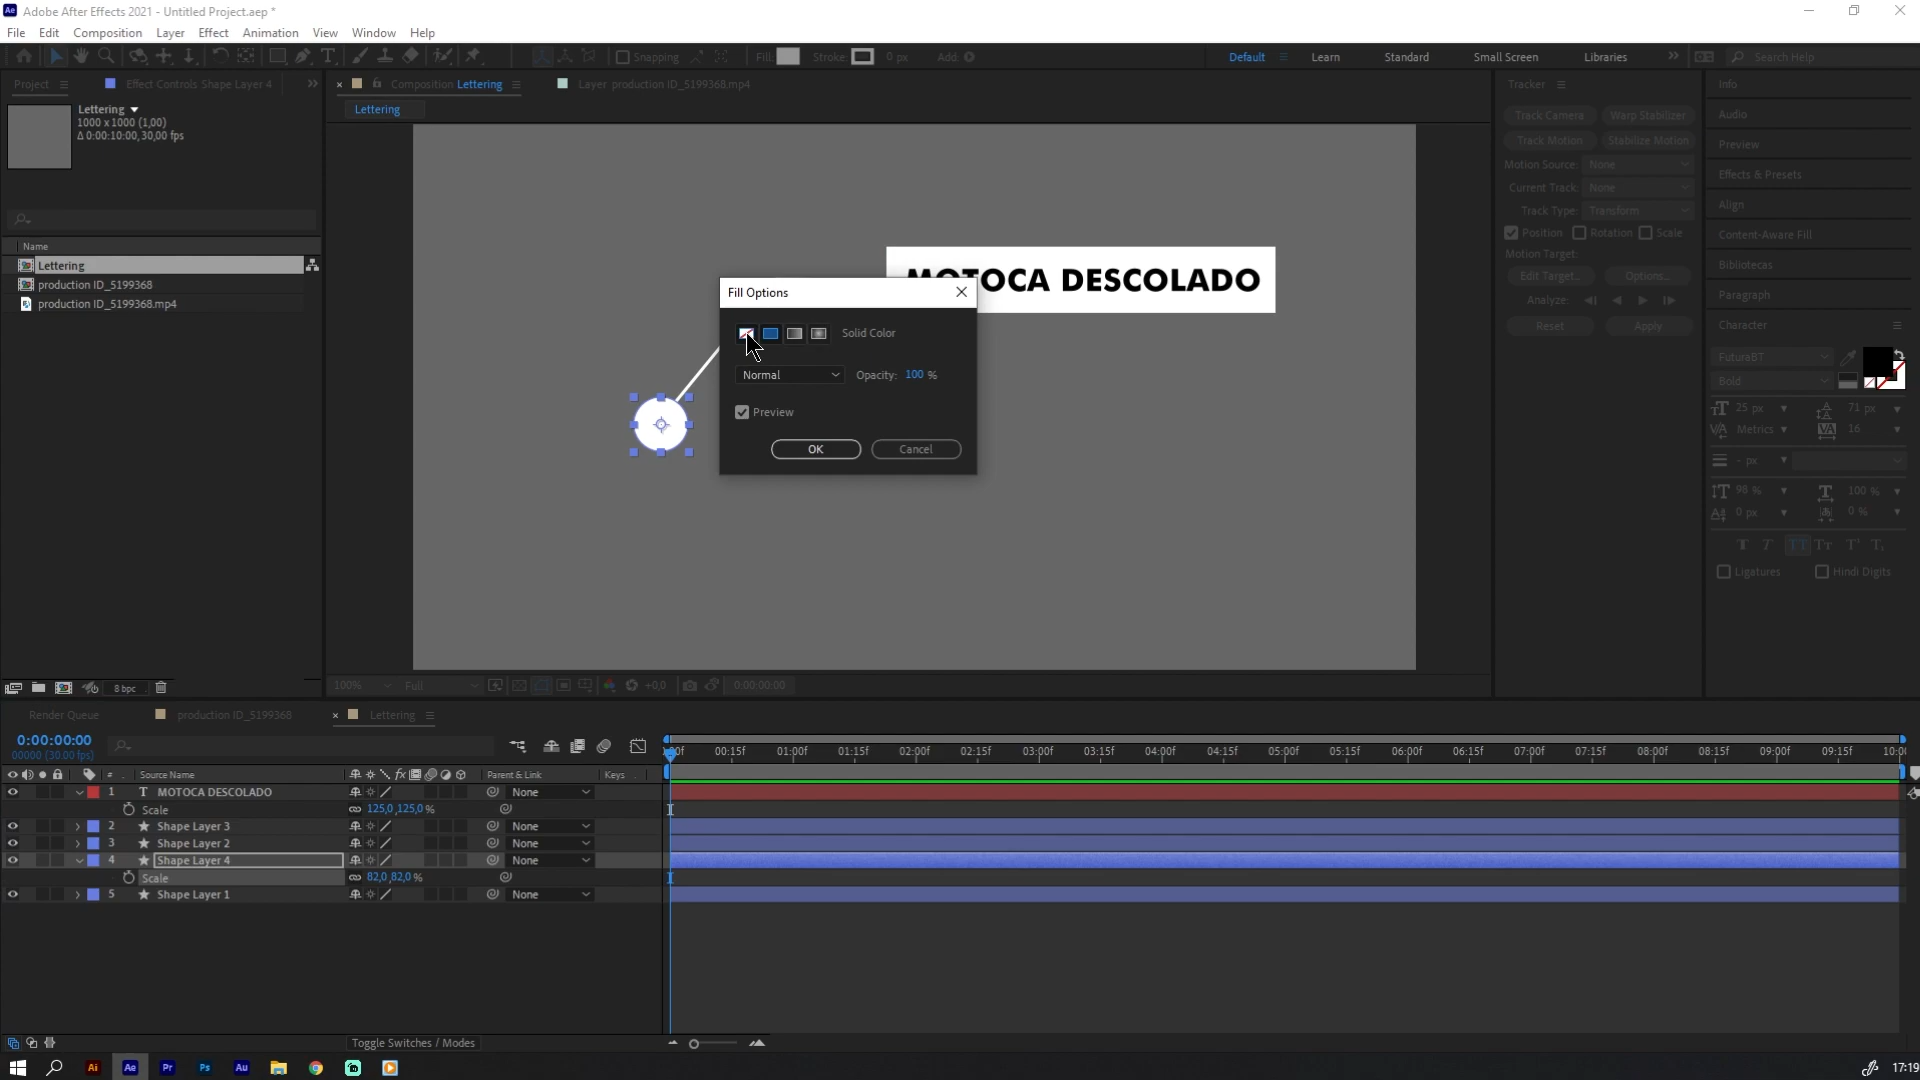 Adobe After Effects 2021 - Untitled Project.aep *
File Edit Composition Layer Effect Animation View Window Help
Snapping Fill: Stroke: 0 px Add: Default Learn Standard Small Screen Libraries Search Help
Project Effect Controls Shape Layer 4
Composition Lettering Layer production ID_5199368.mp4
Lettering
Lettering
1000 x 1000 (1,00)
Δ 0:00:10:00, 30,00 fps
Name
Lettering
production ID_5199368
production ID_5199368.mp4
8 bpc
MOTOCA DESCOLADO
Fill Options
Solid Color
Normal Opacity: 100 %
Preview
OK Cancel
100% Full +0,0 0:00:00:00
Tracker
Track Camera Warp Stabilizer
Track Motion Stabilize Motion
Motion Source: None
Current Track: None
Track Type: Transform
Position Rotation Scale
Motion Target:
Edit Target... Options...
Analyze:
Reset Apply
Info
Audio
Preview
Effects & Presets
Align
Content-Aware Fill
Bibliotecas
Paragraph
Character
FuturaBT
Bold
25 px 71 px
Metrics 16
- px
98 % 100 %
0 px 0 %
Ligatures Hindi Digits
Render Queue production ID_5199368 Lettering
0:00:00:00
00000 (30.00 fps)
:00f 00:15f 01:00f 01:15f 02:00f 02:15f 03:00f 03:15f 04:00f 04:15f 05:00f 05:15f 06:00f 06:15f 07:00f 07:15f 08:00f 08:15f 09:00f 09:15f 10:0
# Source Name Parent & Link Keys
1 MOTOCA DESCOLADO None
Scale 125,0,125,0 %
2 Shape Layer 3 None
3 Shape Layer 2 None
4 Shape Layer 4 None
Scale 82,0,82,0 %
5 Shape Layer 1 None
Toggle Switches / Modes
Ai Ae Pr Ps Au 17:19